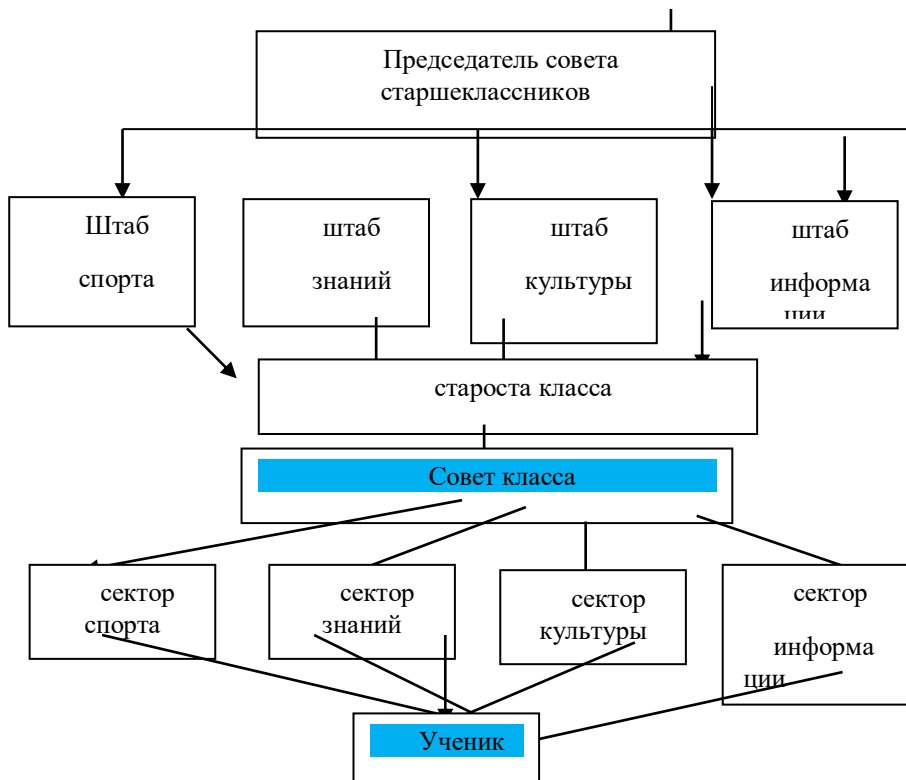 Председатель совета
старшеклассников
Штаб
спорта
штаб
знаний
штаб
культуры
штаб
информа
ции
староста класса
Совет класса
сектор
спорта
сектор
знаний
сектор
культуры
сектор
информа
ции
Ученик